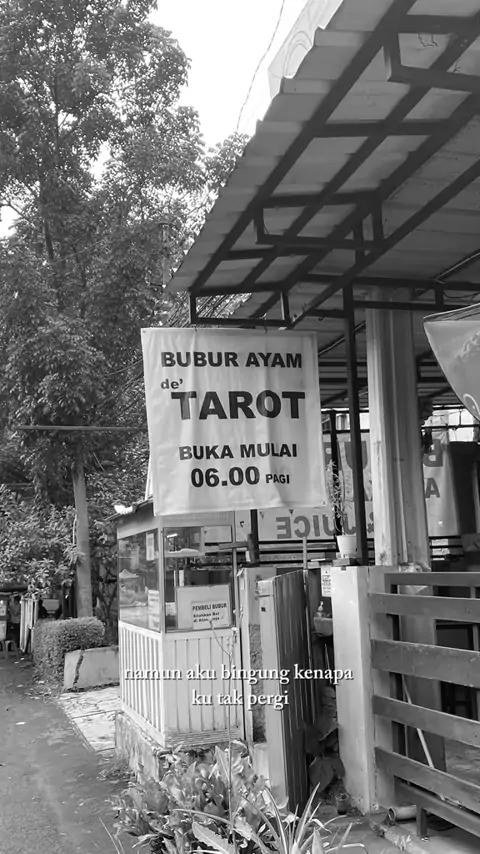 BUBUR AYAM
de'
TAROT
BUKA MULAI
06.00 PAGI
JUICE
PEMBELI BUBUR
namun aku bingung kenapa
ku tak pergi